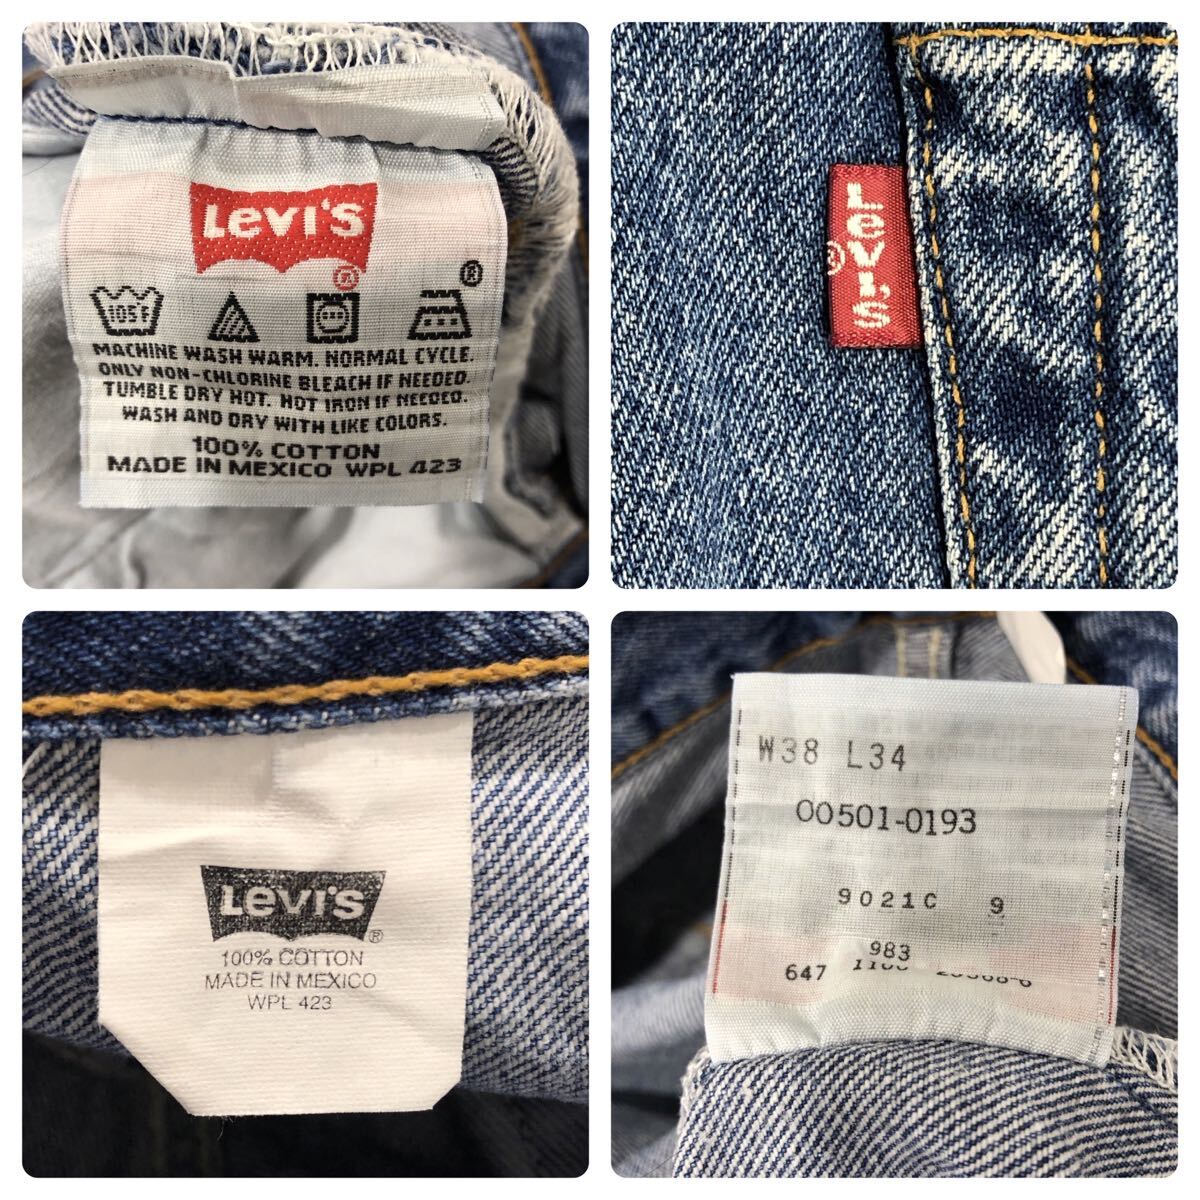 Levi's
®
105F
®
MACHINE WASH WARM. NORMAL CYCLE.
ONLY NON-CHLORINE BLEACH IF NEEDED.
TUMBLE DRY HOT. HOT IRON IF NEEDED.
WASH AND DRY WITH LIKE COLORS.
100% COTTON
MADE IN MEXICO WPL 423
Levi's
®
Levi's
®
100% COTTON
MADE IN MEXICO
WPL 423
W38 L34
00501-0193
9021C 9
983
647